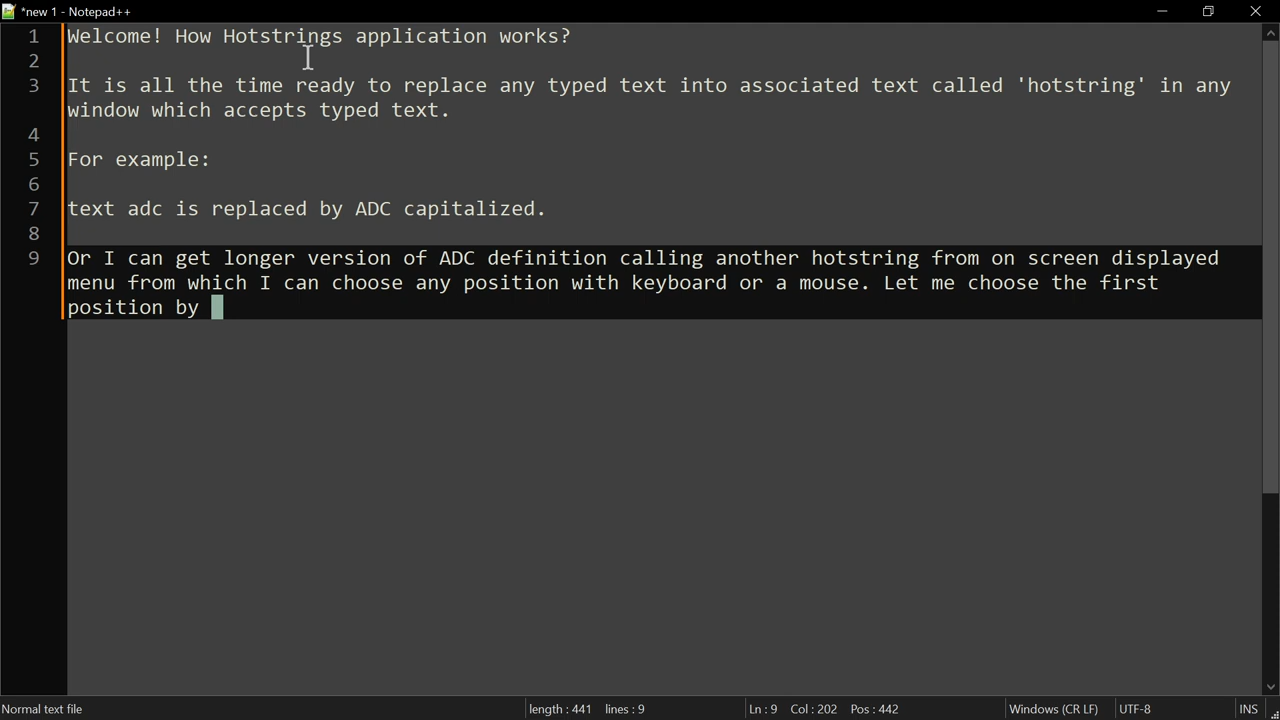 *new 1 - Notepad++
1 Welcome! How Hotstrings application works?
2
3 It is all the time ready to replace any typed text into associated text called 'hotstring' in any
window which accepts typed text.
4
5 For example:
6
7 text adc is replaced by ADC capitalized.
8
9 Or I can get longer version of ADC definition calling another hotstring from on screen displayed
menu from which I can choose any position with keyboard or a mouse. Let me choose the first
position by
Normal text file length : 441 lines : 9 Ln : 9 Col : 202 Pos : 442 Windows (CR LF) UTF-8 INS